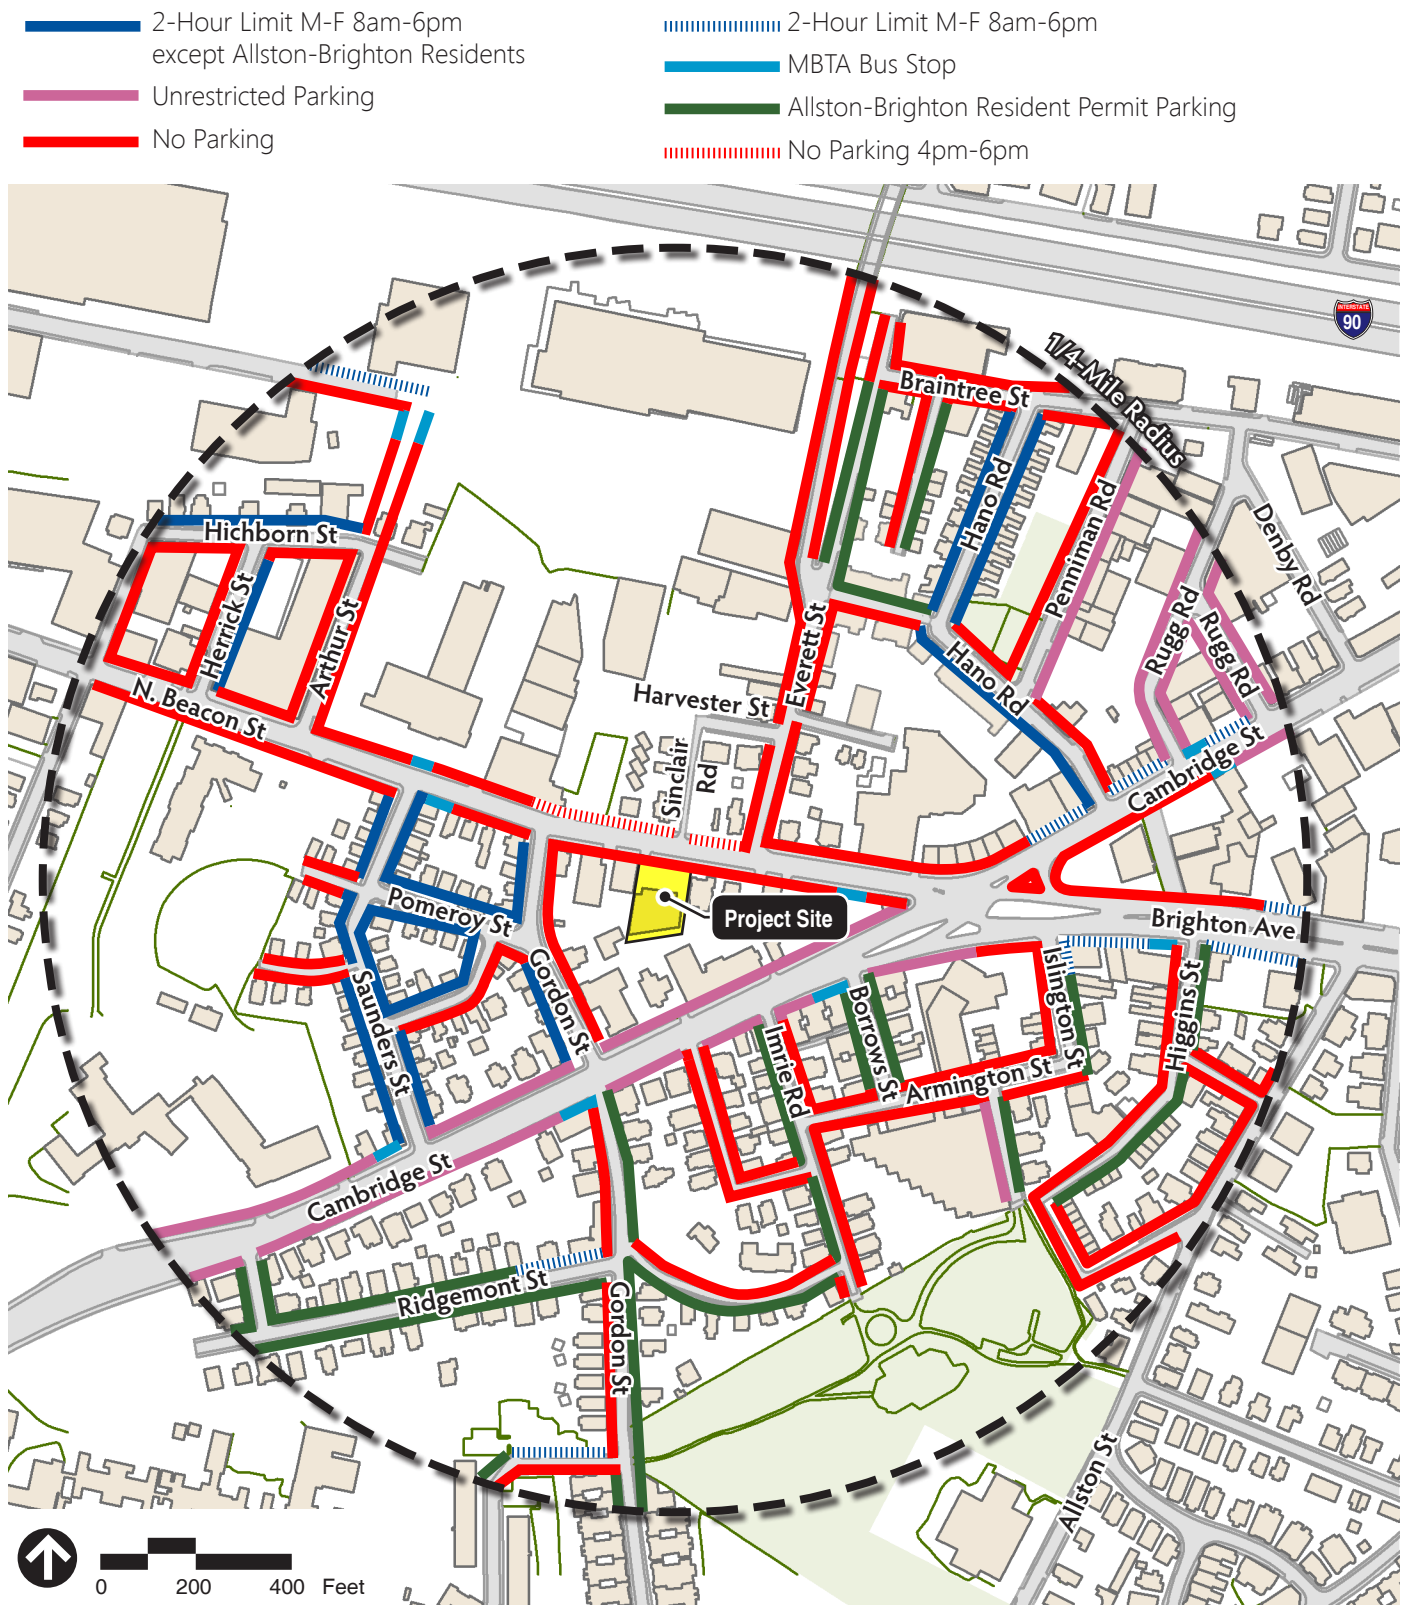 2-Hour Limit M-F 8am-6pm
except Allston-Brighton Residents
Unrestricted Parking
No Parking
2-Hour Limit M-F 8am-6pm
MBTA Bus Stop
Allston-Brighton Resident Permit Parking
No Parking 4pm-6pm
INTERSTATE
90
1/4-Mile Radius
Braintree St
Hano Rd
Penniman Rd
Denby Rd
Hichborn St
Herrick St
Arthur St
N. Beacon St
Everett St
Harvester St
Sinclair
Rd
Hano Rd
Rugg Rd
Rugg Rd
Cambridge St
Pomeroy St
Project Site
Brighton Ave
Saunders St
Gordon St
Borrows St
Islington St
Higgins St
Imrie Rd
Armington St
Cambridge St
Ridgemont St
Gordon St
Allston St
0 200 400 Feet